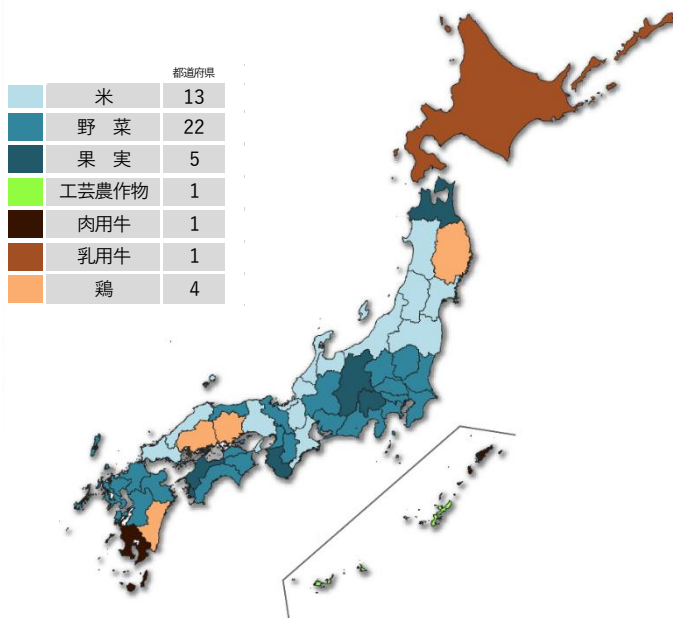 都道府県
米 13
野 菜 22
果 実 5
工芸農作物 1
肉用牛 1
乳用牛 1
鶏 4